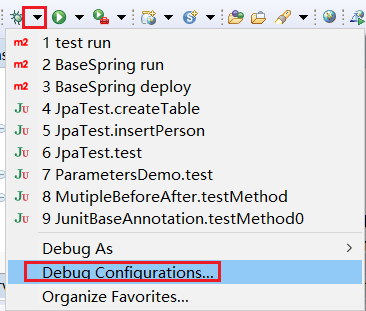 m2 1 test run
m2 2 BaseSpring run
m2 3 BaseSpring deploy
Ju 4 JpaTest.createTable
Ju 5 JpaTest.insertPerson
Ju 6 JpaTest.test
Ju 7 ParametersDemo.test
Ju 8 MutipleBeforeAfter.testMethod
Ju 9 JunitBaseAnnotation.testMethod0
Debug As
Debug Configurations...
Organize Favorites...